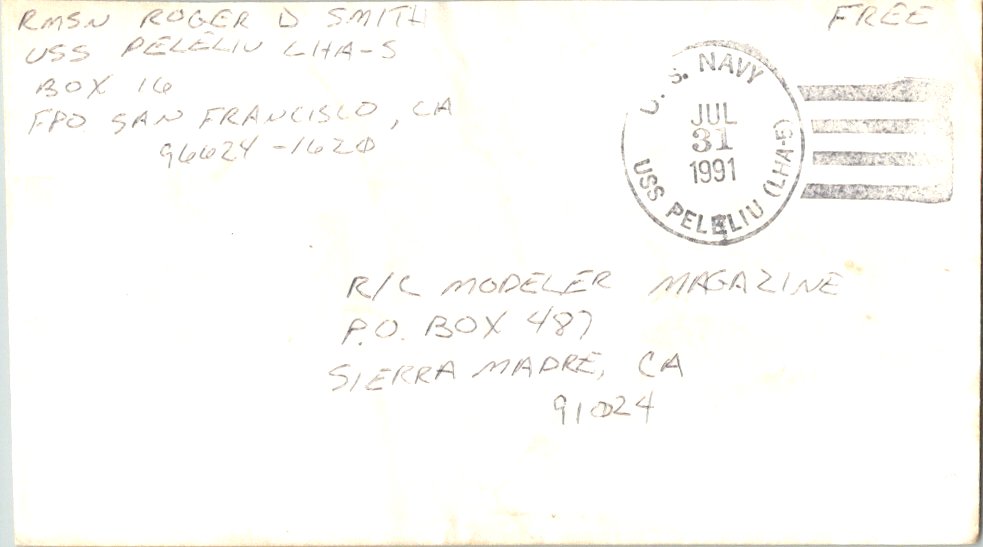 RMSN ROGER D SMITH
USS PELELIU LHA-5
BOX 16
FPO SAN FRANCISCO, CA
96624-1620
FREE
U. S. NAVY
JUL
31
1991
USS PELELIU (LHA-5)
R/C MODELER MAGAZINE
P.O. BOX 487
SIERRA MADRE, CA
91024